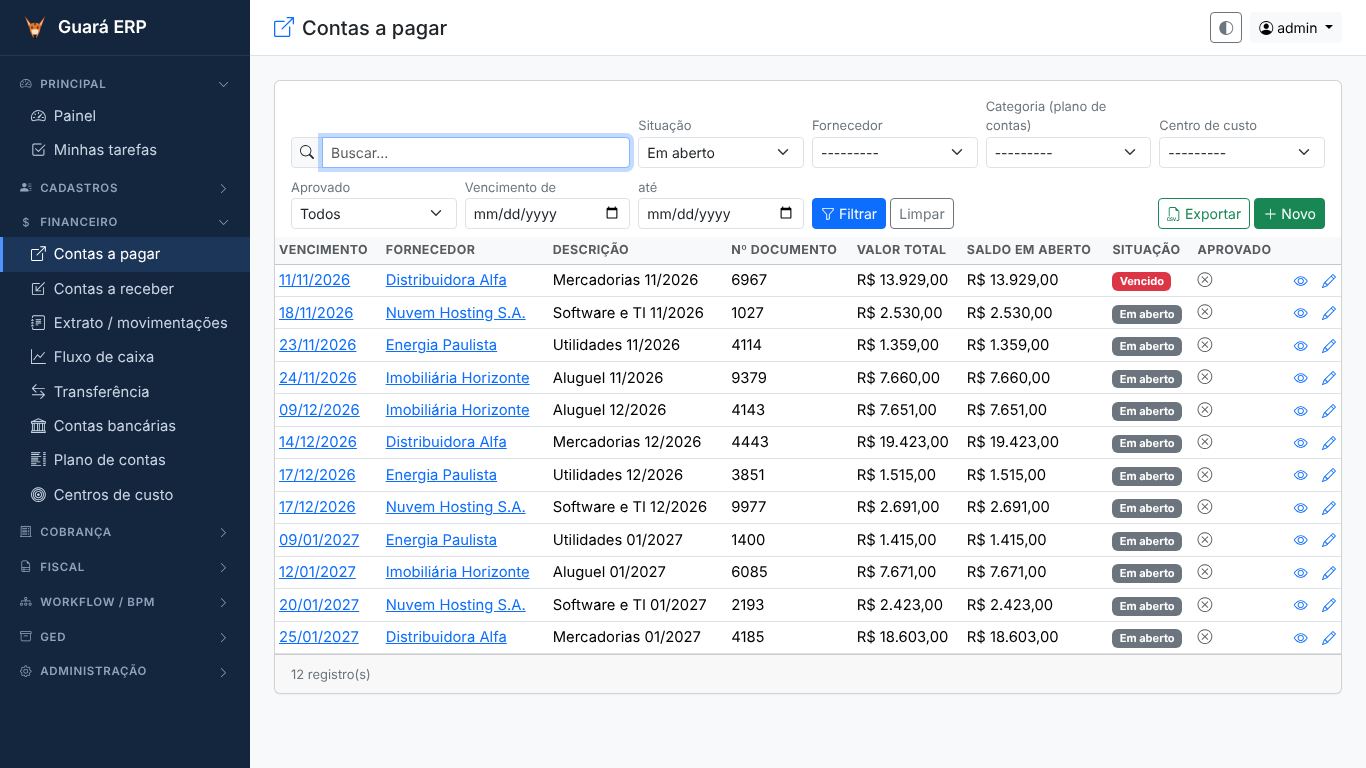 Guará ERP
Contas a pagar
admin
PRINCIPAL
Painel
Minhas tarefas
CADASTROS
FINANCEIRO
Contas a pagar
Contas a receber
Extrato / movimentações
Fluxo de caixa
Transferência
Contas bancárias
Plano de contas
Centros de custo
COBRANÇA
FISCAL
WORKFLOW / BPM
GED
ADMINISTRAÇÃO
Buscar...
Situação
Em aberto
Fornecedor
---------
Categoria (plano de
contas)
---------
Centro de custo
---------
Aprovado
Todos
Vencimento de
mm/dd/yyyy
até
mm/dd/yyyy
Filtrar
Limpar
Exportar
Novo
VENCIMENTO FORNECEDOR DESCRIÇÃO Nº DOCUMENTO VALOR TOTAL SALDO EM ABERTO SITUAÇÃO APROVADO
11/11/2026 Distribuidora Alfa Mercadorias 11/2026 6967 R$ 13.929,00 R$ 13.929,00 Vencido
18/11/2026 Nuvem Hosting S.A. Software e TI 11/2026 1027 R$ 2.530,00 R$ 2.530,00 Em aberto
23/11/2026 Energia Paulista Utilidades 11/2026 4114 R$ 1.359,00 R$ 1.359,00 Em aberto
24/11/2026 Imobiliária Horizonte Aluguel 11/2026 9379 R$ 7.660,00 R$ 7.660,00 Em aberto
09/12/2026 Imobiliária Horizonte Aluguel 12/2026 4143 R$ 7.651,00 R$ 7.651,00 Em aberto
14/12/2026 Distribuidora Alfa Mercadorias 12/2026 4443 R$ 19.423,00 R$ 19.423,00 Em aberto
17/12/2026 Energia Paulista Utilidades 12/2026 3851 R$ 1.515,00 R$ 1.515,00 Em aberto
17/12/2026 Nuvem Hosting S.A. Software e TI 12/2026 9977 R$ 2.691,00 R$ 2.691,00 Em aberto
09/01/2027 Energia Paulista Utilidades 01/2027 1400 R$ 1.415,00 R$ 1.415,00 Em aberto
12/01/2027 Imobiliária Horizonte Aluguel 01/2027 6085 R$ 7.671,00 R$ 7.671,00 Em aberto
20/01/2027 Nuvem Hosting S.A. Software e TI 01/2027 2193 R$ 2.423,00 R$ 2.423,00 Em aberto
25/01/2027 Distribuidora Alfa Mercadorias 01/2027 4185 R$ 18.603,00 R$ 18.603,00 Em aberto
12 registro(s)